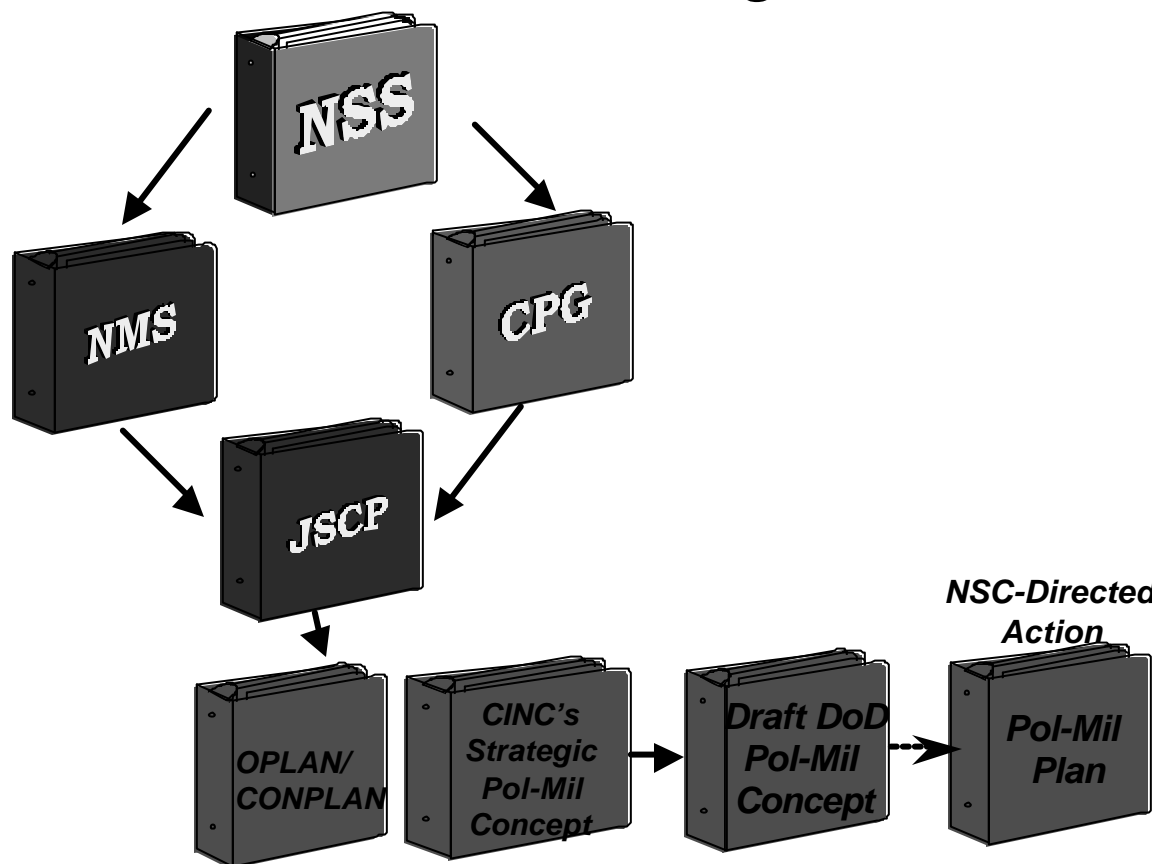 NSS
NMS
CPG
JSCP
NSC-Directed
Action
OPLAN/
CONPLAN
CINC's
Strategic
Pol-Mil
Concept
Draft DoD
Pol-Mil
Concept
Pol-Mil
Plan